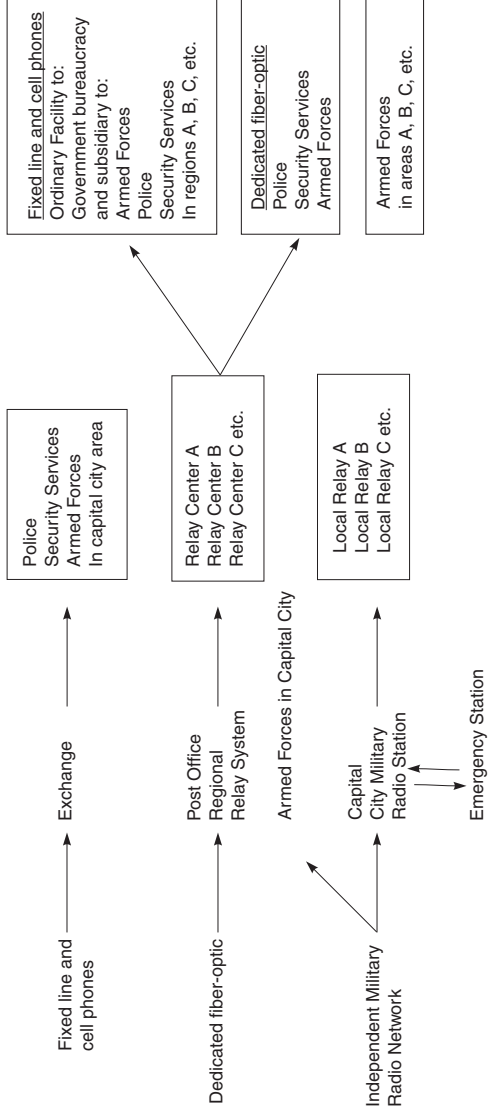 Fixed line and
cell phones
Exchange
Police
Security Services
Armed Forces
In capital city area
Fixed line and cell phones
Ordinary Facility to:
Government bureaucracy
and subsidiary to:
Armed Forces
Police
Security Services
In regions A, B, C, etc.
Dedicated fiber-optic
Post Office
Regional
Relay System
Relay Center A
Relay Center B
Relay Center C etc.
Dedicated fiber-optic
Police
Security Services
Armed Forces
Armed Forces in Capital City
Independent Military
Radio Network
Capital
City Military
Radio Station
Local Relay A
Local Relay B
Local Relay C etc.
Armed Forces
in areas A, B, C, etc.
Emergency Station